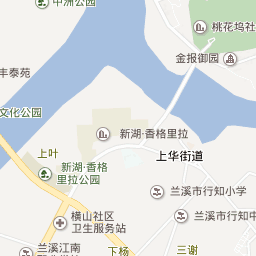 中洲公园
桃花坞社
金报御园
丰泰苑
文化公园
新湖·香格里拉
上叶
上华街道
新湖·香格
里拉公园
兰溪市行知小学
横山社区
卫生服务站
兰溪市行知中
兰溪江南
下杨
三谢